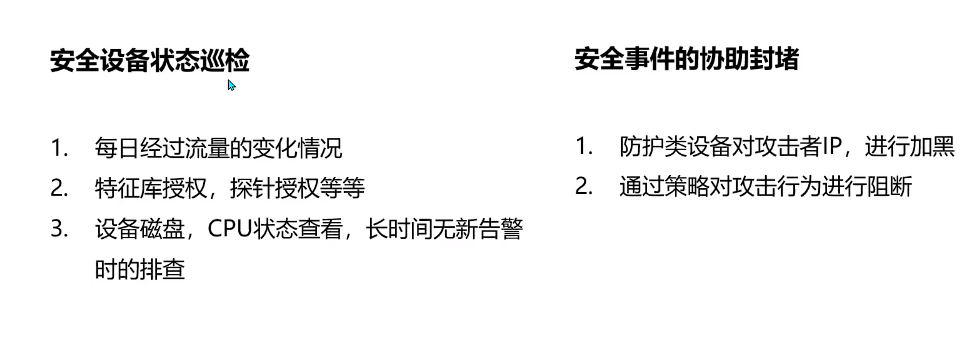 安全设备状态巡检
1. 每日经过流量的变化情况
2. 特征库授权，探针授权等等
3. 设备磁盘，CPU状态查看，长时间无新告警
时的排查
安全事件的协助封堵
1. 防护类设备对攻击者IP，进行加黑
2. 通过策略对攻击行为进行阻断